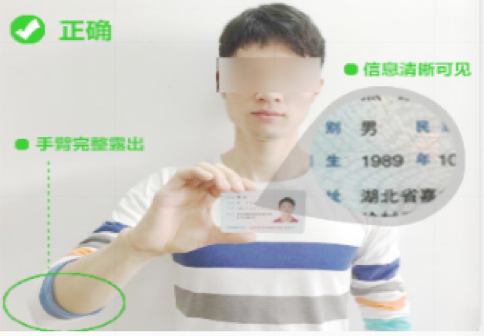 正确
信息清晰可见
手臂完整露出
别 男 民
生 1989 年 10
址 湖北省嘉